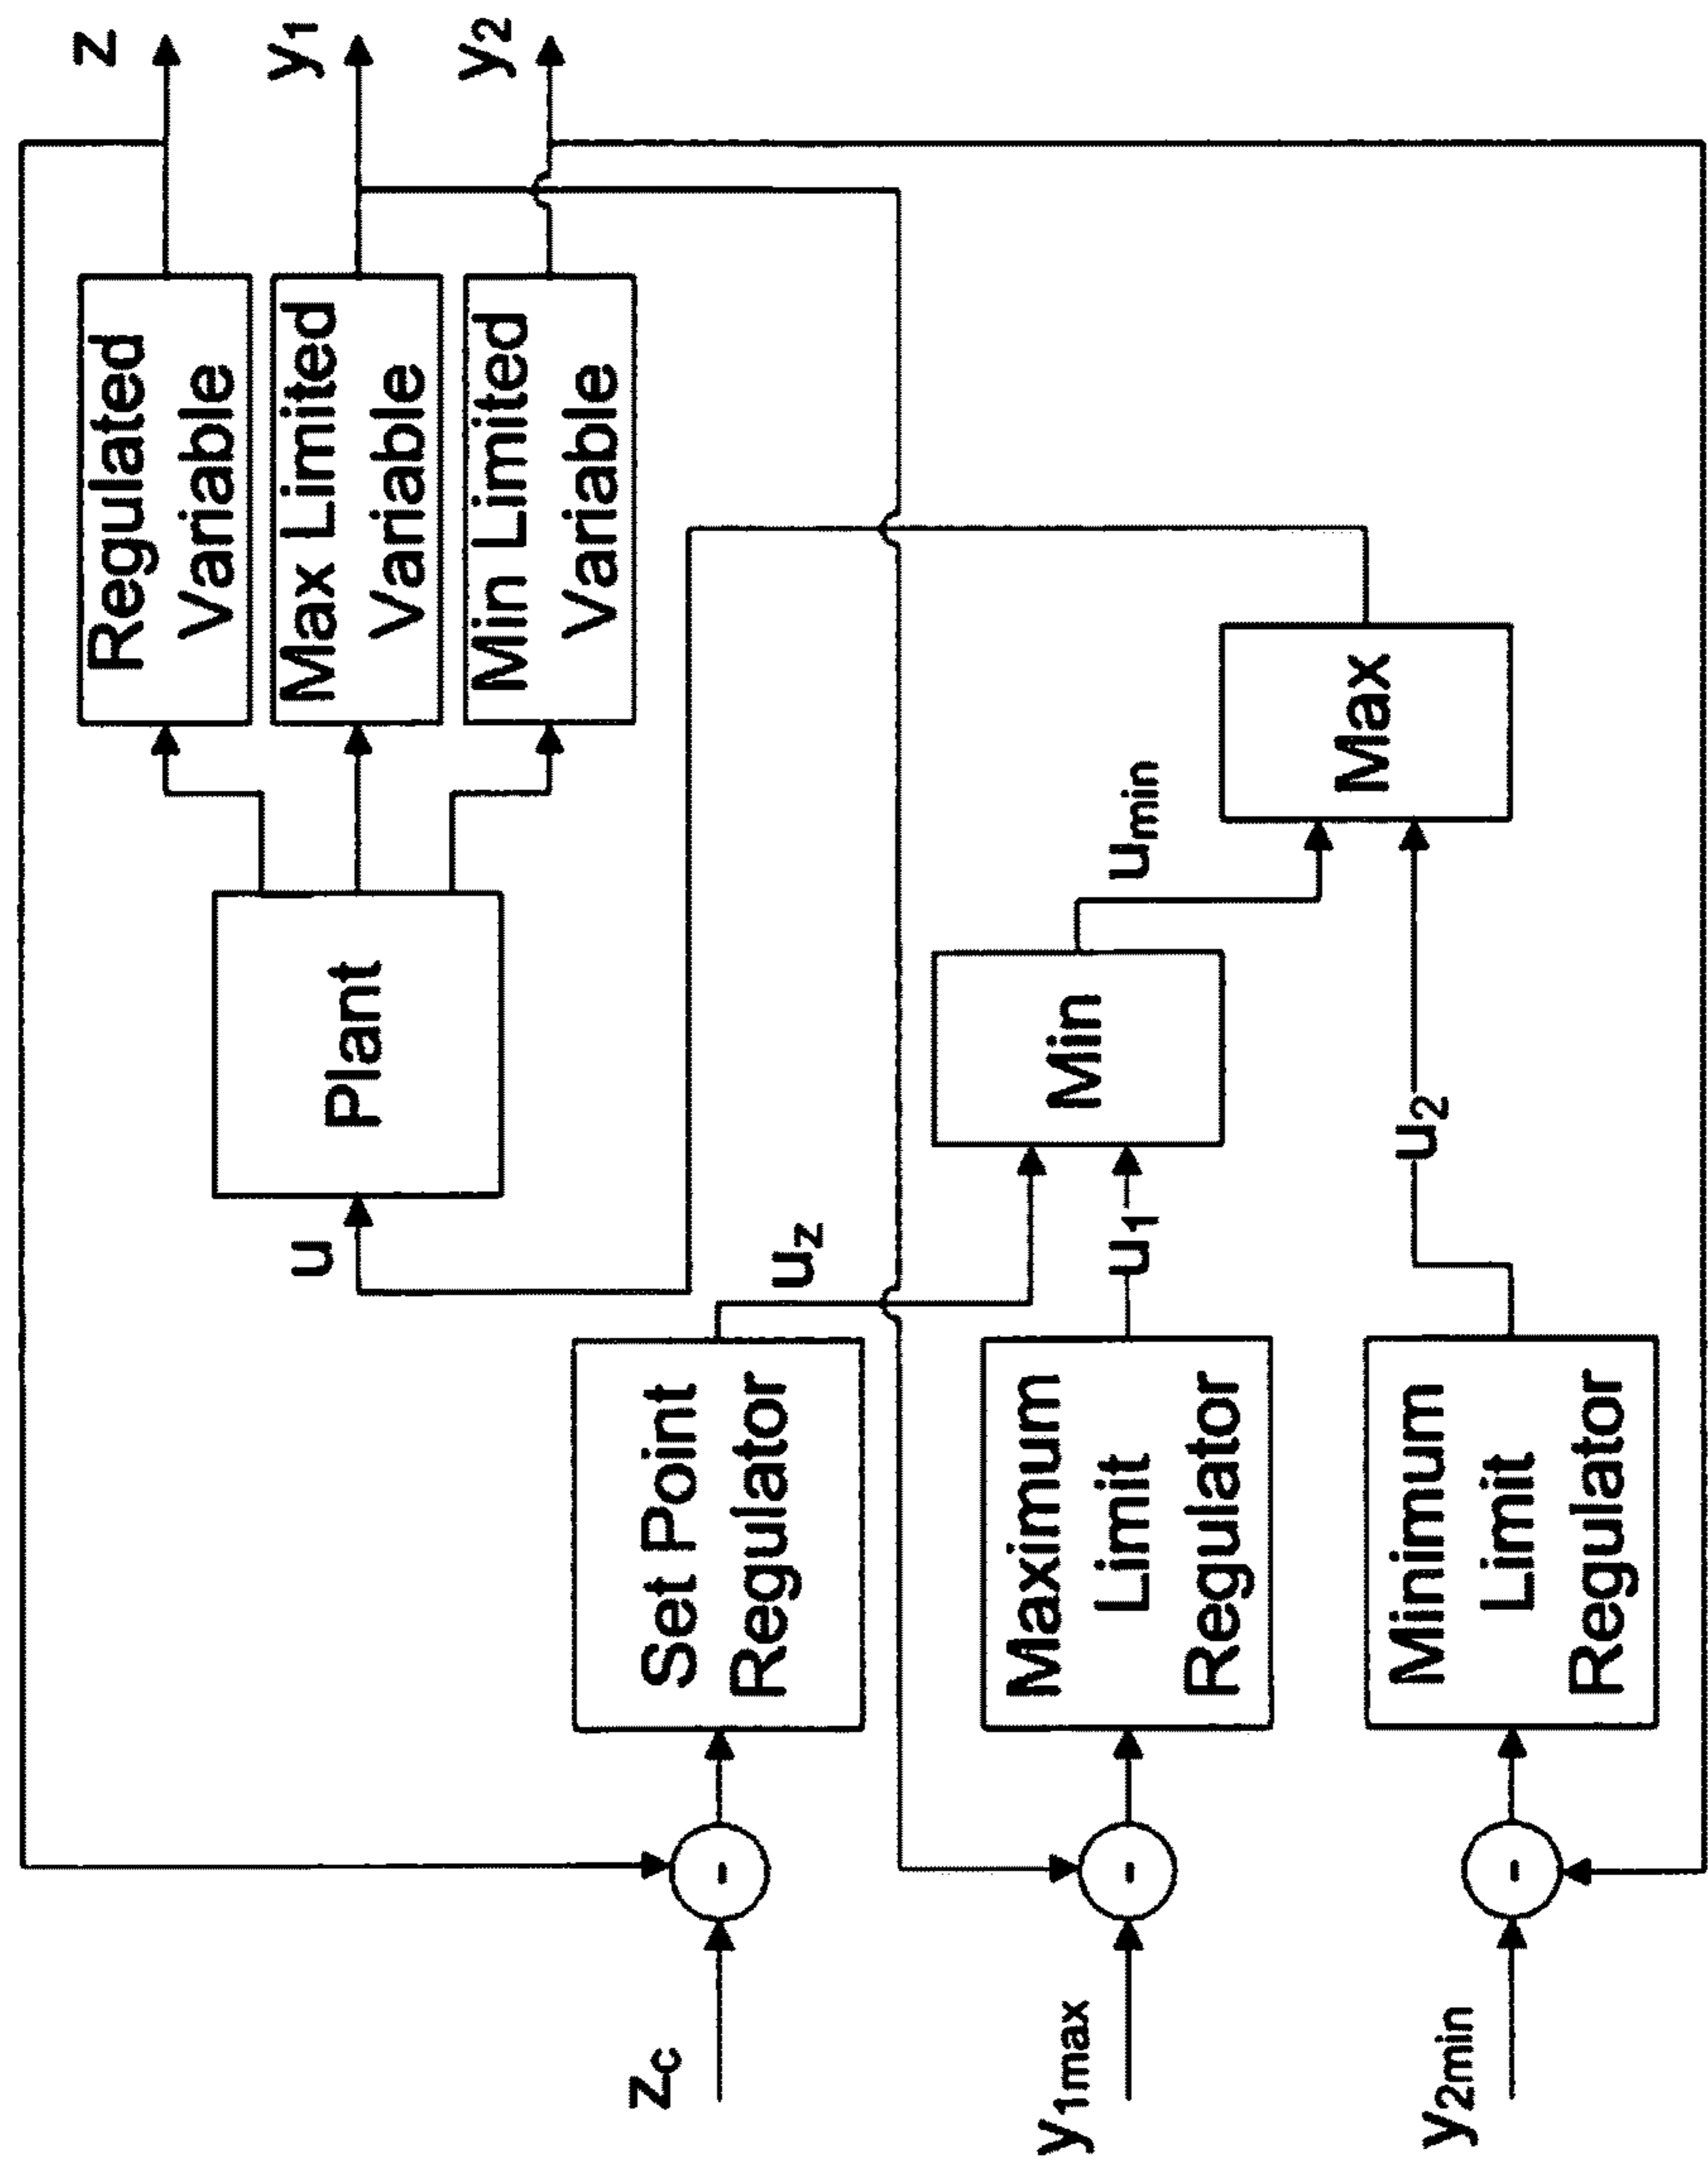 Regulated
Variable
z
Plant
Max Limited
Variable
y1
u
Min Limited
Variable
y2
zc
Set Point
Regulator
uz
y1max
Maximum
Limit
Regulator
u1
Min
umin
Max
y2min
Minimum
Limit
Regulator
u2
-
-
-